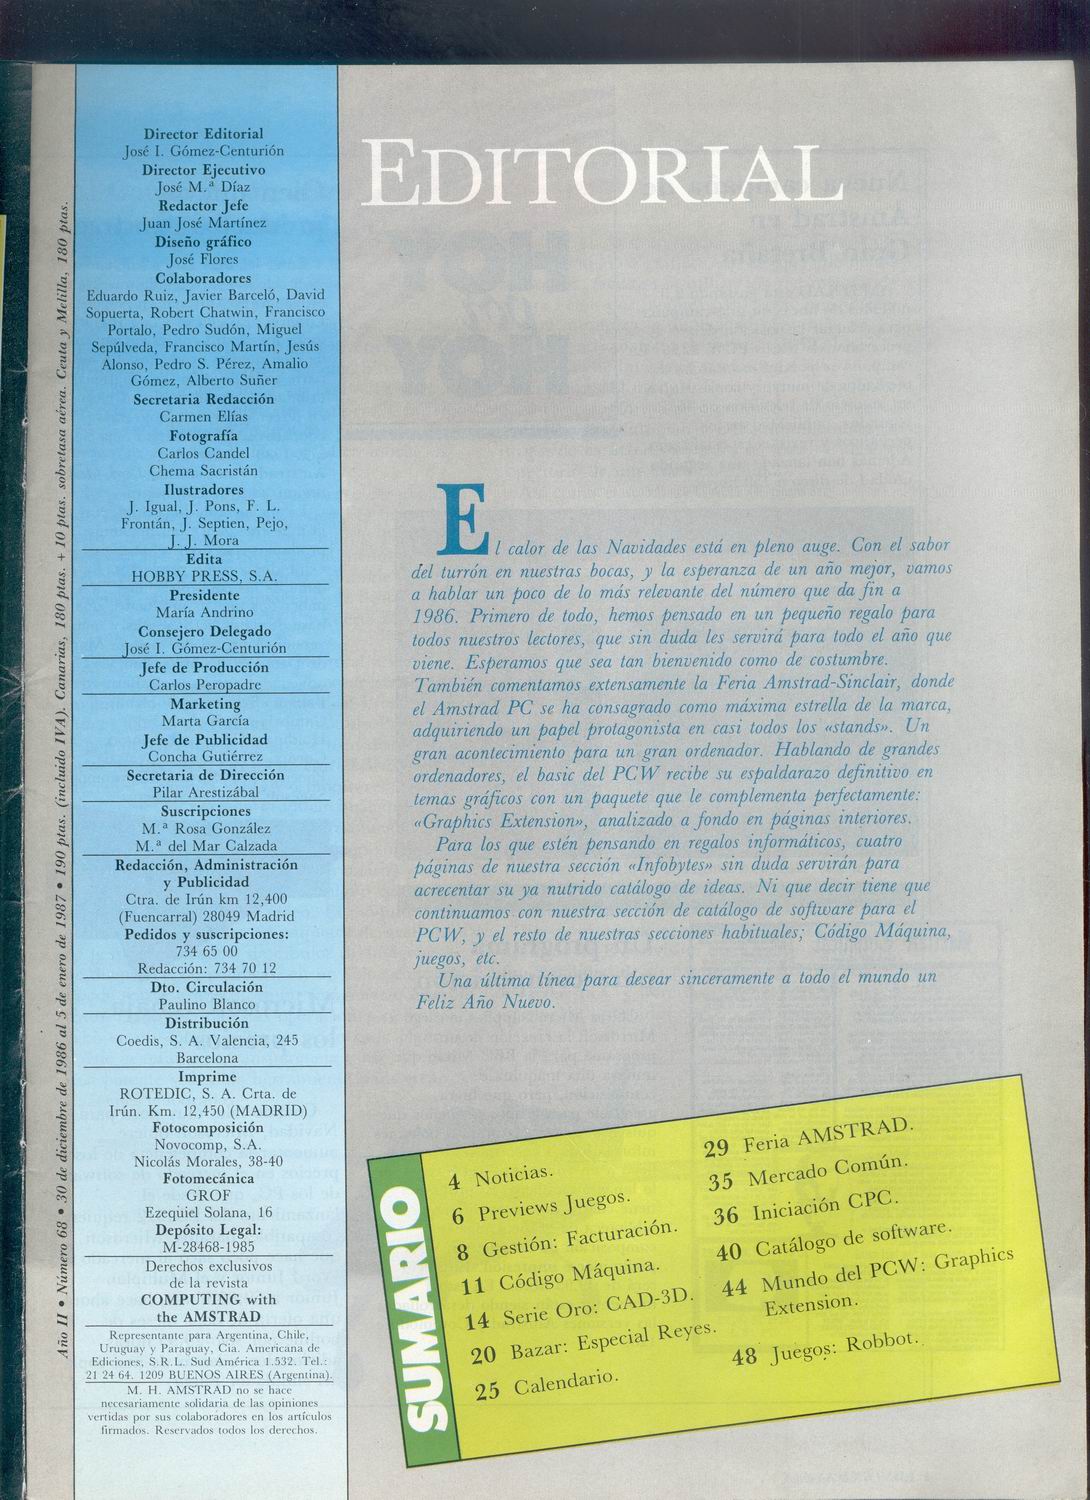 Año II • Número 68 • 30 de diciembre de 1986 al 5 de enero de 1987 • 190 ptas. (incluido IVA). Canarias, 180 ptas. + 10 ptas. sobretasa aérea. Ceuta y Melilla, 180 ptas.
Director Editorial
José I. Gómez-Centurión
Director Ejecutivo
José M.ª Díaz
Redactor Jefe
Juan José Martínez
Diseño gráfico
José Flores
Colaboradores
Eduardo Ruiz, Javier Barceló, David
Sopuerta, Robert Chatwin, Francisco
Portalo, Pedro Sudón, Miguel
Sepúlveda, Francisco Martín, Jesús
Alonso, Pedro S. Pérez, Amalio
Gómez, Alberto Suñer
Secretaria Redacción
Carmen Elías
Fotografía
Carlos Candel
Chema Sacristán
Ilustradores
J. Igual, J. Pons, F. L.
Frontán, J. Septien, Pejo,
J. J. Mora
Edita
HOBBY PRESS, S.A.
Presidente
María Andrino
Consejero Delegado
José I. Gómez-Centurión
Jefe de Producción
Carlos Peropadre
Marketing
Marta García
Jefe de Publicidad
Concha Gutiérrez
Secretaria de Dirección
Pilar Arestizábal
Suscripciones
M.ª Rosa González
M.ª del Mar Calzada
Redacción, Administración
y Publicidad
Ctra. de Irún km 12,400
(Fuencarral) 28049 Madrid
Pedidos y suscripciones:
734 65 00
Redacción: 734 70 12
Dto. Circulación
Paulino Blanco
Distribución
Coedis, S. A. Valencia, 245
Barcelona
Imprime
ROTEDIC, S. A. Crta. de
Irún. Km. 12,450 (MADRID)
Fotocomposición
Novocomp, S.A.
Nicolás Morales, 38-40
Fotomecánica
GROF
Ezequiel Solana, 16
Depósito Legal:
M-28468-1985
Derechos exclusivos
de la revista
COMPUTING with
the AMSTRAD
Representante para Argentina, Chile,
Uruguay y Paraguay, Cia. Americana de
Ediciones, S.R.L. Sud América 1.532. Tel.:
21 24 64. 1209 BUENOS AIRES (Argentina).
M. H. AMSTRAD no se hace
necesariamente solidaria de las opiniones
vertidas por sus colaboradores en los artículos
firmados. Reservados todos los derechos.
EDITORIAL
El calor de las Navidades está en pleno auge. Con el sabor
del turrón en nuestras bocas, y la esperanza de un año mejor, vamos
a hablar un poco de lo más relevante del número que da fin a
1986. Primero de todo, hemos pensado en un pequeño regalo para
todos nuestros lectores, que sin duda les servirá para todo el año que
viene. Esperamos que sea tan bienvenido como de costumbre.
También comentamos extensamente la Feria Amstrad-Sinclair, donde
el Amstrad PC se ha consagrado como máxima estrella de la marca,
adquiriendo un papel protagonista en casi todos los «stands». Un
gran acontecimiento para un gran ordenador. Hablando de grandes
ordenadores, el basic del PCW recibe su espaldarazo definitivo en
temas gráficos con un paquete que le complementa perfectamente:
«Graphics Extension», analizado a fondo en páginas interiores.
Para los que estén pensando en regalos informáticos, cuatro
páginas de nuestra sección «Infobytes» sin duda servirán para
acrecentar su ya nutrido catálogo de ideas. Ni que decir tiene que
continuamos con nuestra sección de catálogo de software para el
PCW, y el resto de nuestras secciones habituales; Código Máquina,
juegos, etc.
Una última línea para desear sinceramente a todo el mundo un
Feliz Año Nuevo.
SUMARIO
4 Noticias.
6 Previews Juegos.
8 Gestión: Facturación.
11 Código Máquina.
14 Serie Oro: CAD-3D.
20 Bazar: Especial Reyes.
25 Calendario.
29 Feria AMSTRAD.
35 Mercado Común.
36 Iniciación CPC.
40 Catálogo de software.
44 Mundo del PCW: Graphics
Extension.
48 Juegos: Robbot.